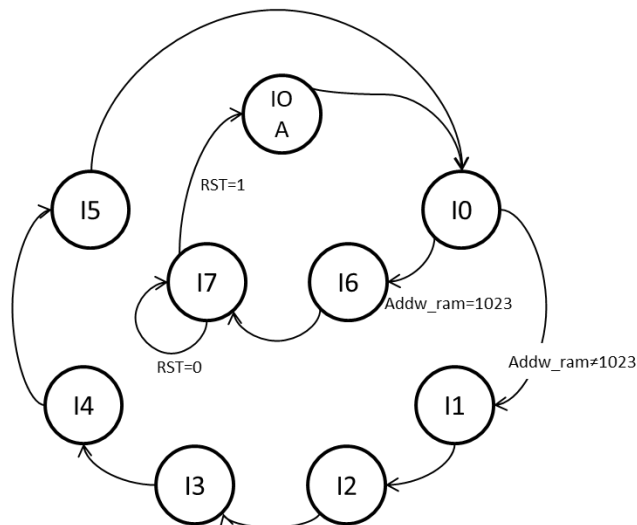 IO
A
RST=1
I5
I0
I7
I6
Addw_ram=1023
RST=0
Addw_ram≠1023
I4
I1
I3
I2